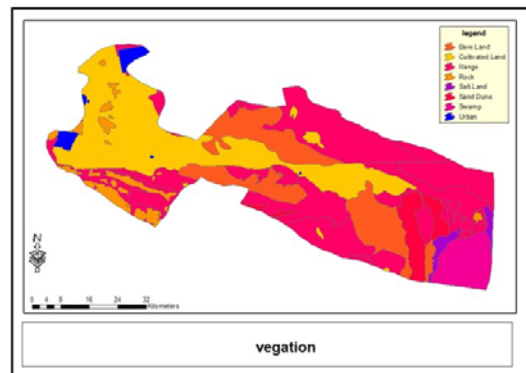 legend
Bare Land
Cultivated Land
Range
Rock
Salt Land
Sand Dune
Swamp
Urban
N
0 4 8 16 24 32
Kilometers
vegation